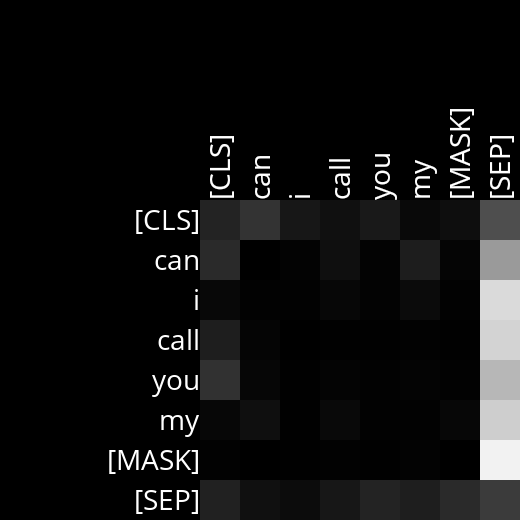 [CLS] can i call you my [MASK] [SEP]
[CLS]
can
i
call
you
my
[MASK]
[SEP]